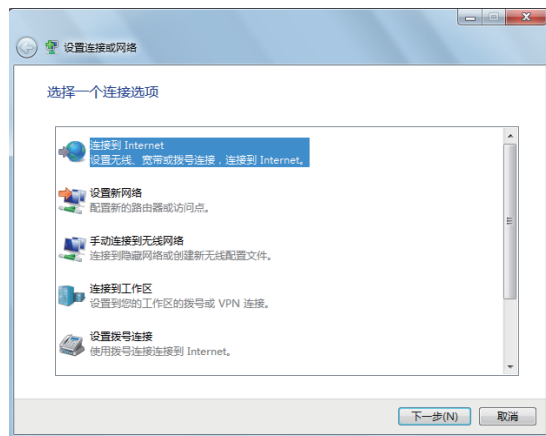 设置连接或网络
选择一个连接选项
连接到 Internet
设置无线、宽带或拨号连接，连接到 Internet。
设置新网络
配置新的路由器或访问点。
手动连接到无线网络
连接到隐藏网络或创建新无线配置文件。
连接到工作区
设置到您的工作区的拨号或 VPN 连接。
设置拨号连接
使用拨号连接连接到 Internet。
下一步(N) 取消